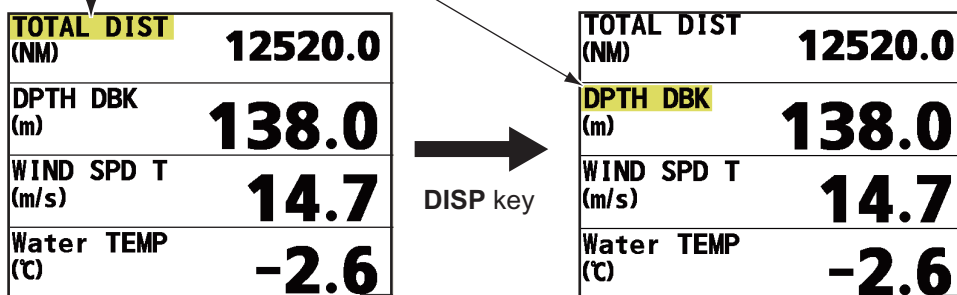 TOTAL DIST
(NM)
12520.0
DPTH DBK
(m)
138.0
WIND SPD T
(m/s)
14.7
Water TEMP
(℃)
-2.6
DISP key
TOTAL DIST
(NM)
12520.0
DPTH DBK
(m)
138.0
WIND SPD T
(m/s)
14.7
Water TEMP
(℃)
-2.6